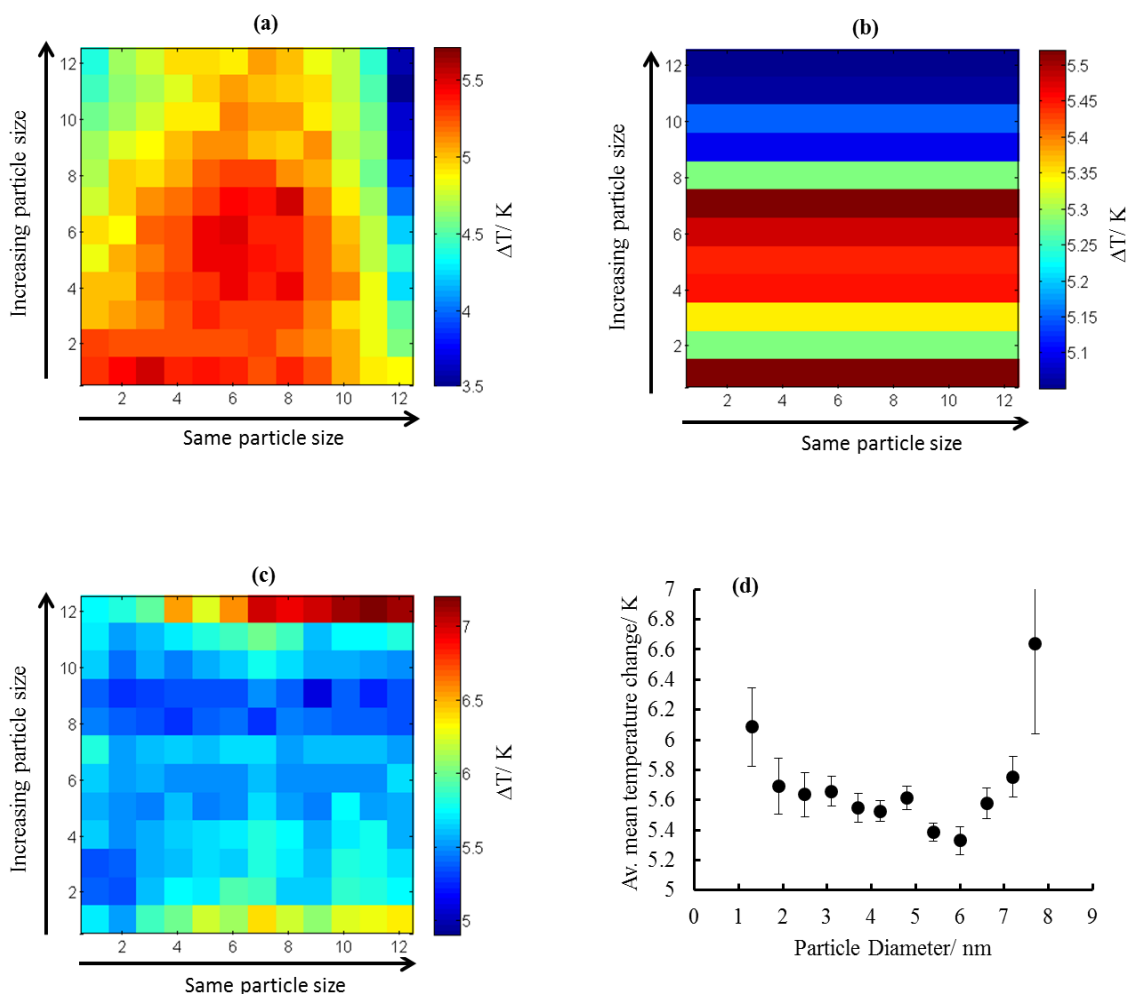 (a)
Increasing particle size
12
10
8
6
4
2
2 4 6 8 10 12
Same particle size
5.5
5
4.5
4
3.5
ΔT/ K
(b)
Increasing particle size
12
10
8
6
4
2
2 4 6 8 10 12
Same particle size
5.5
5.45
5.4
5.35
5.3
5.25
5.2
5.15
5.1
ΔT/ K
(c)
Increasing particle size
12
10
8
6
4
2
2 4 6 8 10 12
Same particle size
7
6.5
6
5.5
5
ΔT/ K
(d)
Av. mean temperature change/ K
7
6.8
6.6
6.4
6.2
6
5.8
5.6
5.4
5.2
5
0 1 2 3 4 5 6 7 8 9
Particle Diameter/ nm